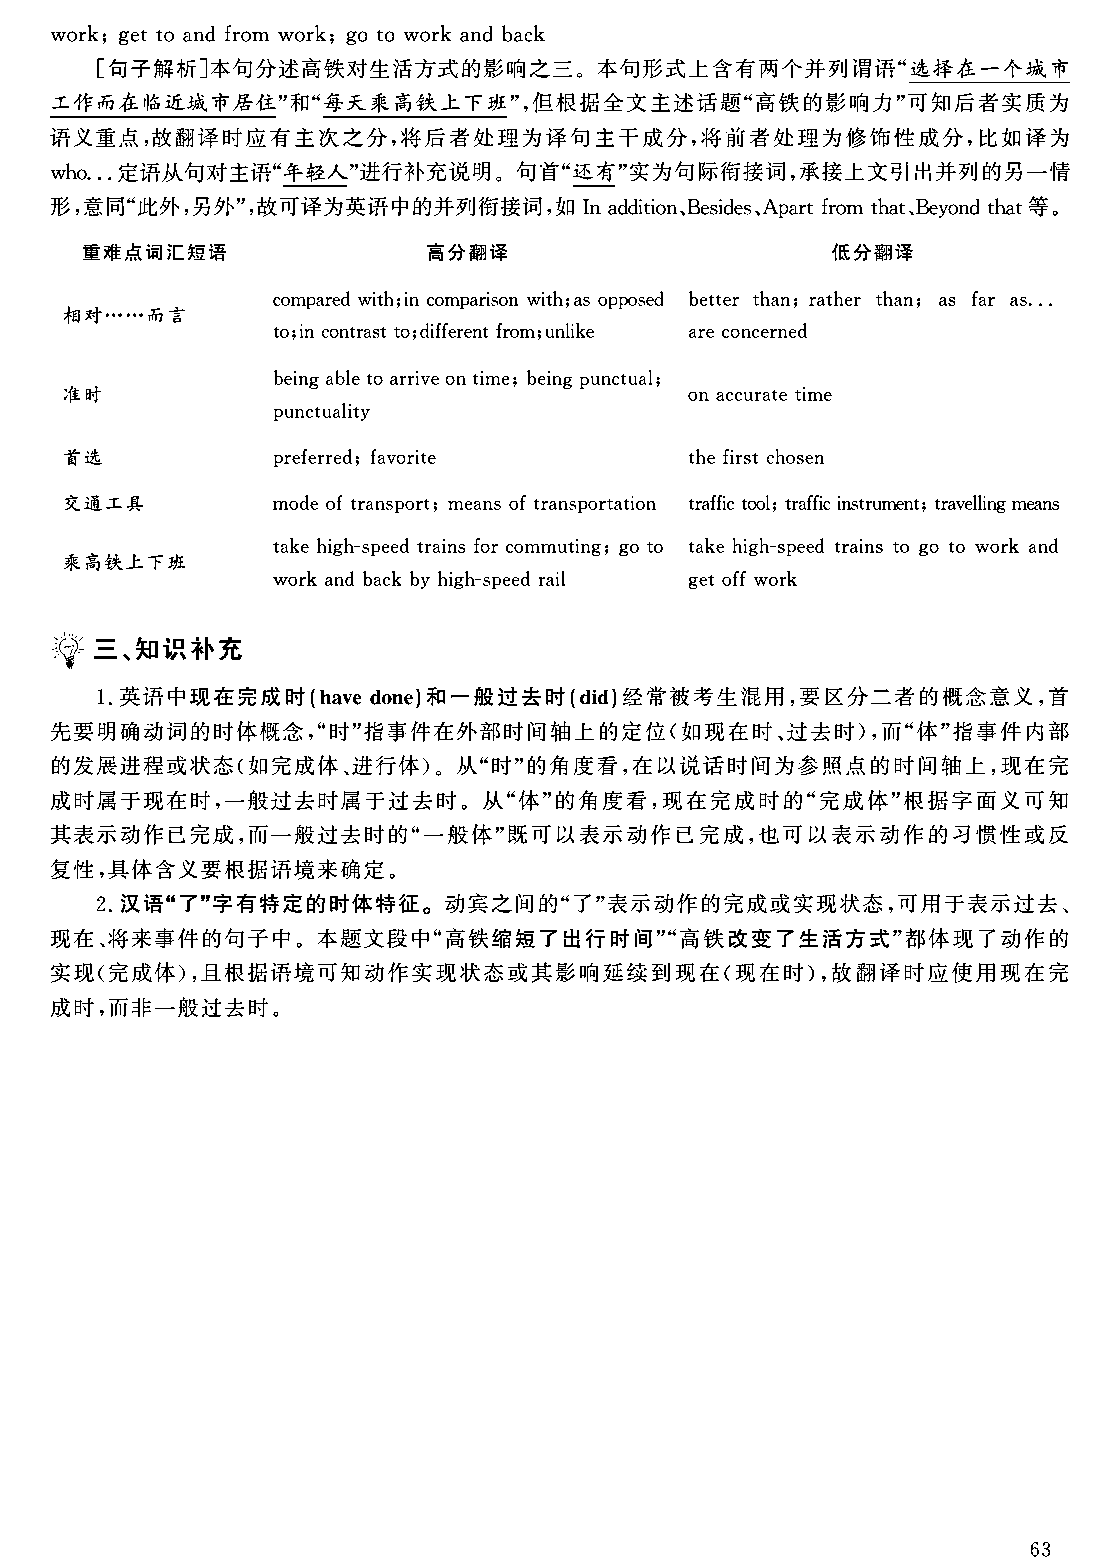 work; get to and from work; go to work and back
[句子解析]本句分述高铁对生活方式的影响之三。本句形式上含有两个并列谓语“选择在一个城市
工作而在临近城市居住”和“每天乘高铁上下班”,但根据全文主述话题“高铁的影响力”可知后者实质为
语义重点,故翻译时应有主次之分,将后者处理为译句主干成分,将前者处理为修饰性成分,比如译为
who...定语从句对主语“年轻人”进行补充说明。句首“还有”实为句际衔接词,承接上文引出并列的另一情
形,意同“此外,另外”,故可译为英语中的并列衔接词,如 In addition、Besides、Apart from that、Beyond that 等。
重难点词汇短语 高分翻译 低分翻译
相对……而言
compared with;in comparison with;as opposed
to;in contrast to;different from;unlike
better than; rather than; as far as...
are concerned
准时
being able to arrive on time; being punctual;
punctuality
on accurate time
首选 preferred; favorite the first chosen
交通工具 mode of transport; means of transportation traffic tool; traffic instrument; travelling means
乘高铁上下班
take high-speed trains for commuting; go to
work and back by high-speed rail
take high-speed trains to go to work and
get off work
三、知识补充
1. 英语中现在完成时(have done)和一般过去时(did)经常被考生混用,要区分二者的概念意义,首
先要明确动词的时体概念,“时”指事件在外部时间轴上的定位(如现在时、过去时),而“体”指事件内部
的发展进程或状态(如完成体、进行体)。从“时”的角度看,在以说话时间为参照点的时间轴上,现在完
成时属于现在时,一般过去时属于过去时。从“体”的角度看,现在完成时的“完成体”根据字面义可知
其表示动作已完成,而一般过去时的“一般体”既可以表示动作已完成,也可以表示动作的习惯性或反
复性,具体含义要根据语境来确定。
2. 汉语“了”字有特定的时体特征。动宾之间的“了”表示动作的完成或实现状态,可用于表示过去、
现在、将来事件的句子中。本题文段中“高铁缩短了出行时间”“高铁改变了生活方式”都体现了动作的
实现(完成体),且根据语境可知动作实现状态或其影响延续到现在(现在时),故翻译时应使用现在完
成时,而非一般过去时。
63